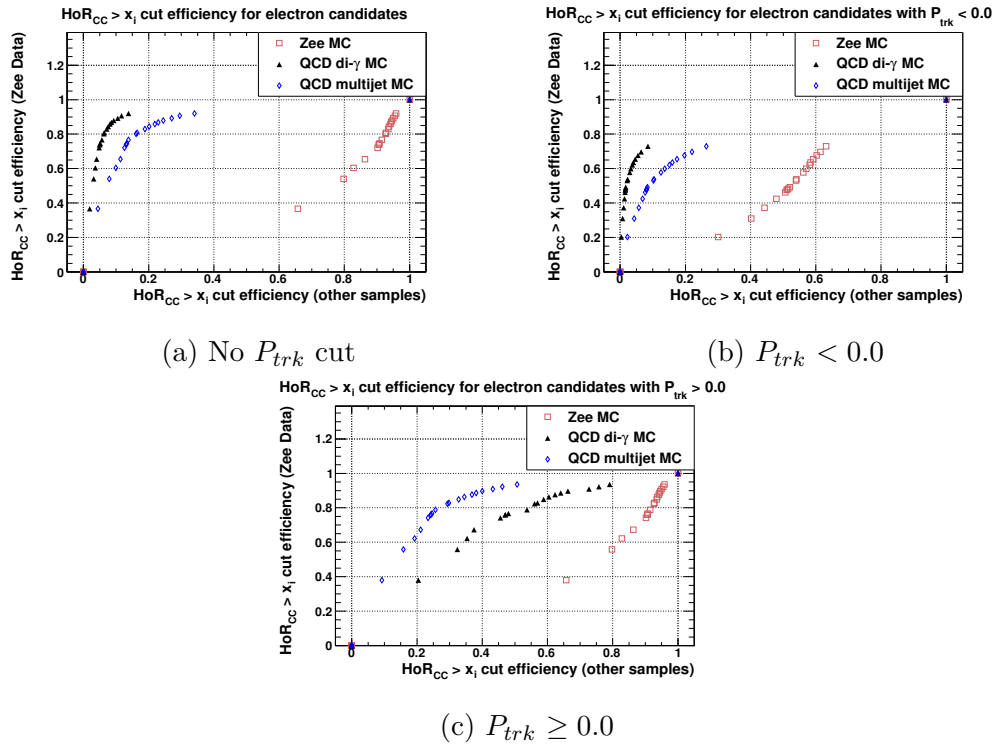 HoR_CC > x_i cut efficiency for electron candidates
HoR_CC > x_i cut efficiency (Zee Data)
1.2
1
0.8
0.6
0.4
0.2
0
Zee MC
QCD di-γ MC
QCD multijet MC
0 0.2 0.4 0.6 0.8 1
HoR_CC > x_i cut efficiency (other samples)
(a) No P_trk cut
HoR_CC > x_i cut efficiency for electron candidates with P_trk < 0.0
HoR_CC > x_i cut efficiency (Zee Data)
1.2
1
0.8
0.6
0.4
0.2
0
Zee MC
QCD di-γ MC
QCD multijet MC
0 0.2 0.4 0.6 0.8 1
HoR_CC > x_i cut efficiency (other samples)
(b) P_trk < 0.0
HoR_CC > x_i cut efficiency for electron candidates with P_trk > 0.0
HoR_CC > x_i cut efficiency (Zee Data)
1.2
1
0.8
0.6
0.4
0.2
0
Zee MC
QCD di-γ MC
QCD multijet MC
0 0.2 0.4 0.6 0.8 1
HoR_CC > x_i cut efficiency (other samples)
(c) P_trk ≥ 0.0